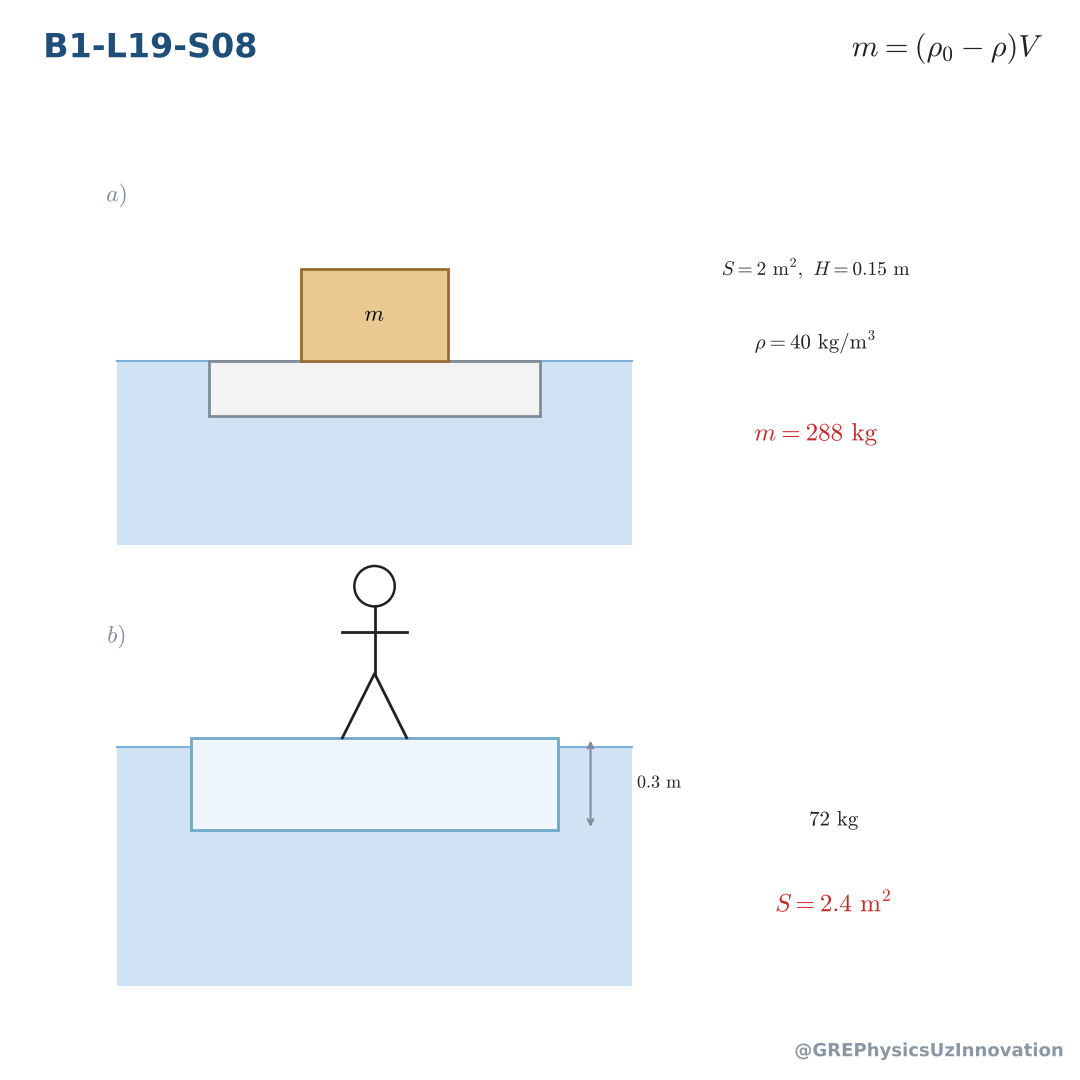 B1-L19-S08
m = (ρ₀ − ρ)V
a)
m
S = 2 m², H = 0.15 m
ρ = 40 kg/m³
m = 288 kg
b)
0.3 m
72 kg
S = 2.4 m²
@GREPhysicsUzInnovation